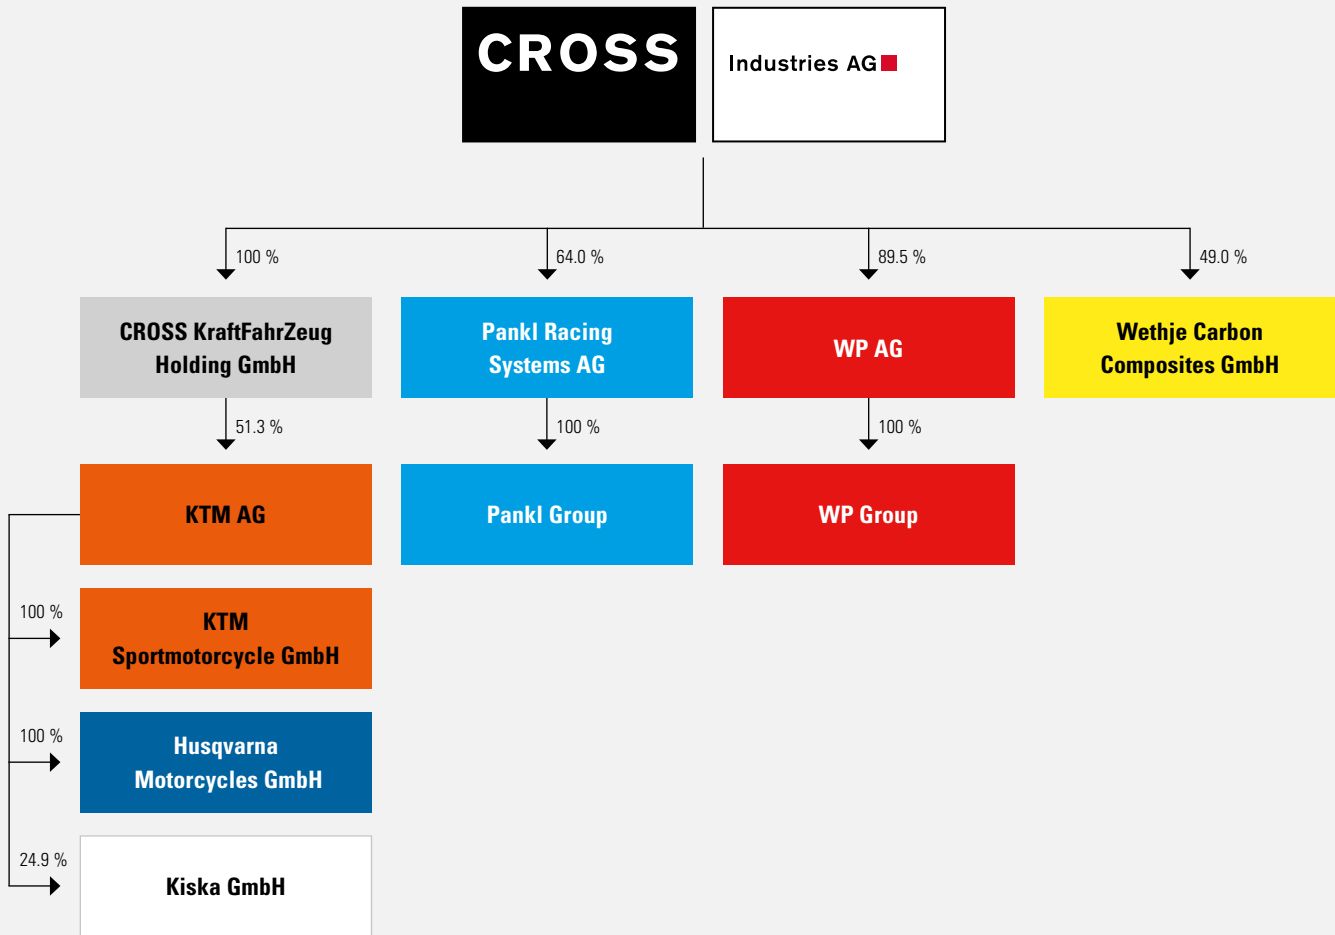 CROSS
Industries AG
100 %
64.0 %
89.5 %
49.0 %
CROSS KraftFahrZeug
Holding GmbH
Pankl Racing
Systems AG
WP AG
Wethje Carbon
Composites GmbH
51.3 %
100 %
100 %
KTM AG
Pankl Group
WP Group
100 %
KTM
Sportmotorcycle GmbH
100 %
Husqvarna
Motorcycles GmbH
24.9 %
Kiska GmbH